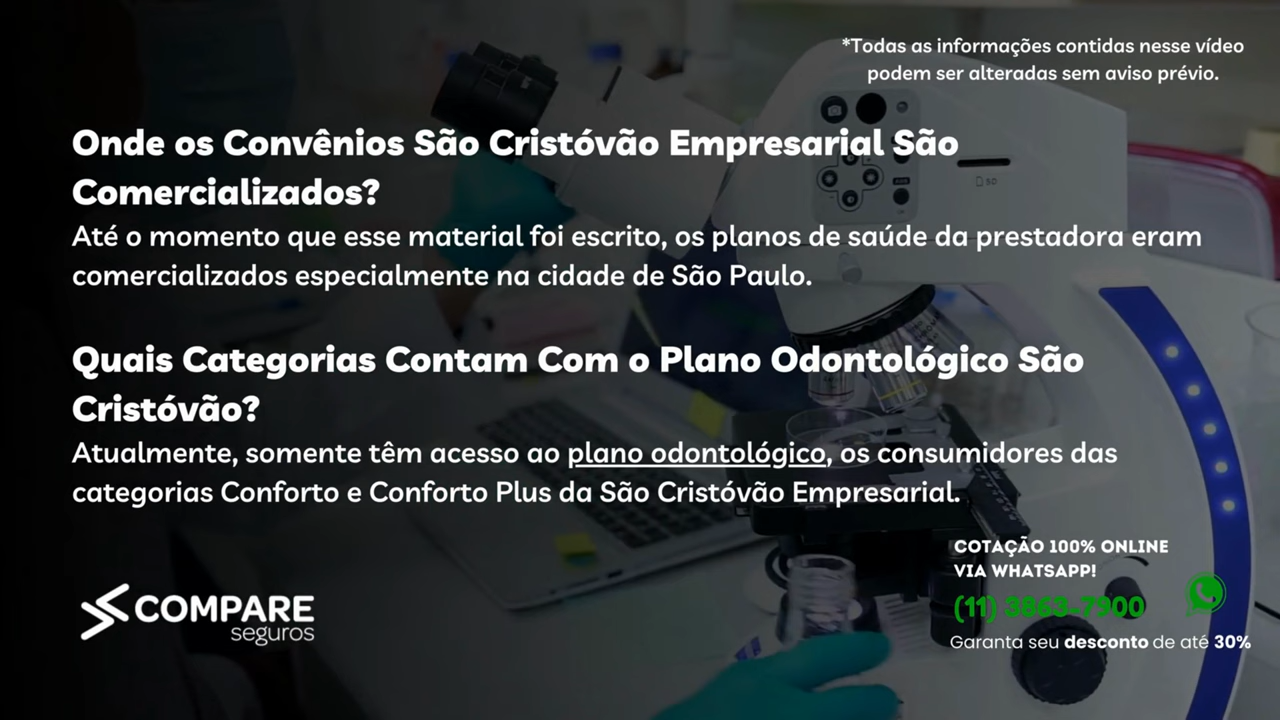 *Todas as informações contidas nesse vídeo
podem ser alteradas sem aviso prévio.
Onde os Convênios São Cristóvão Empresarial São
Comercializados?
Até o momento que esse material foi escrito, os planos de saúde da prestadora eram
comercializados especialmente na cidade de São Paulo.
Quais Categorias Contam Com o Plano Odontológico São
Cristóvão?
Atualmente, somente têm acesso ao plano odontológico, os consumidores das
categorias Conforto e Conforto Plus da São Cristóvão Empresarial.
COMPARE
seguros
COTAÇÃO 100% ONLINE
VIA WHATSAPP!
(11) 3863-7900
Garanta seu desconto de até 30%